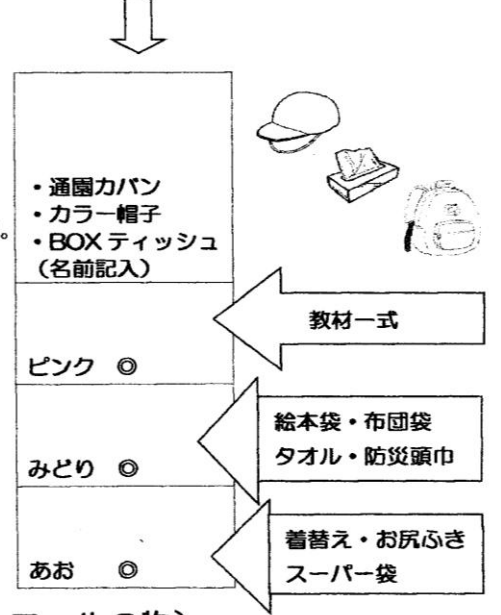 ・通園カバン
・カラー帽子
・BOXティッシュ
（名前記入）
教材一式
ピンク ◎
絵本袋・布団袋
タオル・防災頭巾
みどり ◎
着替え・お尻ふき
スーパー袋
あお ◎